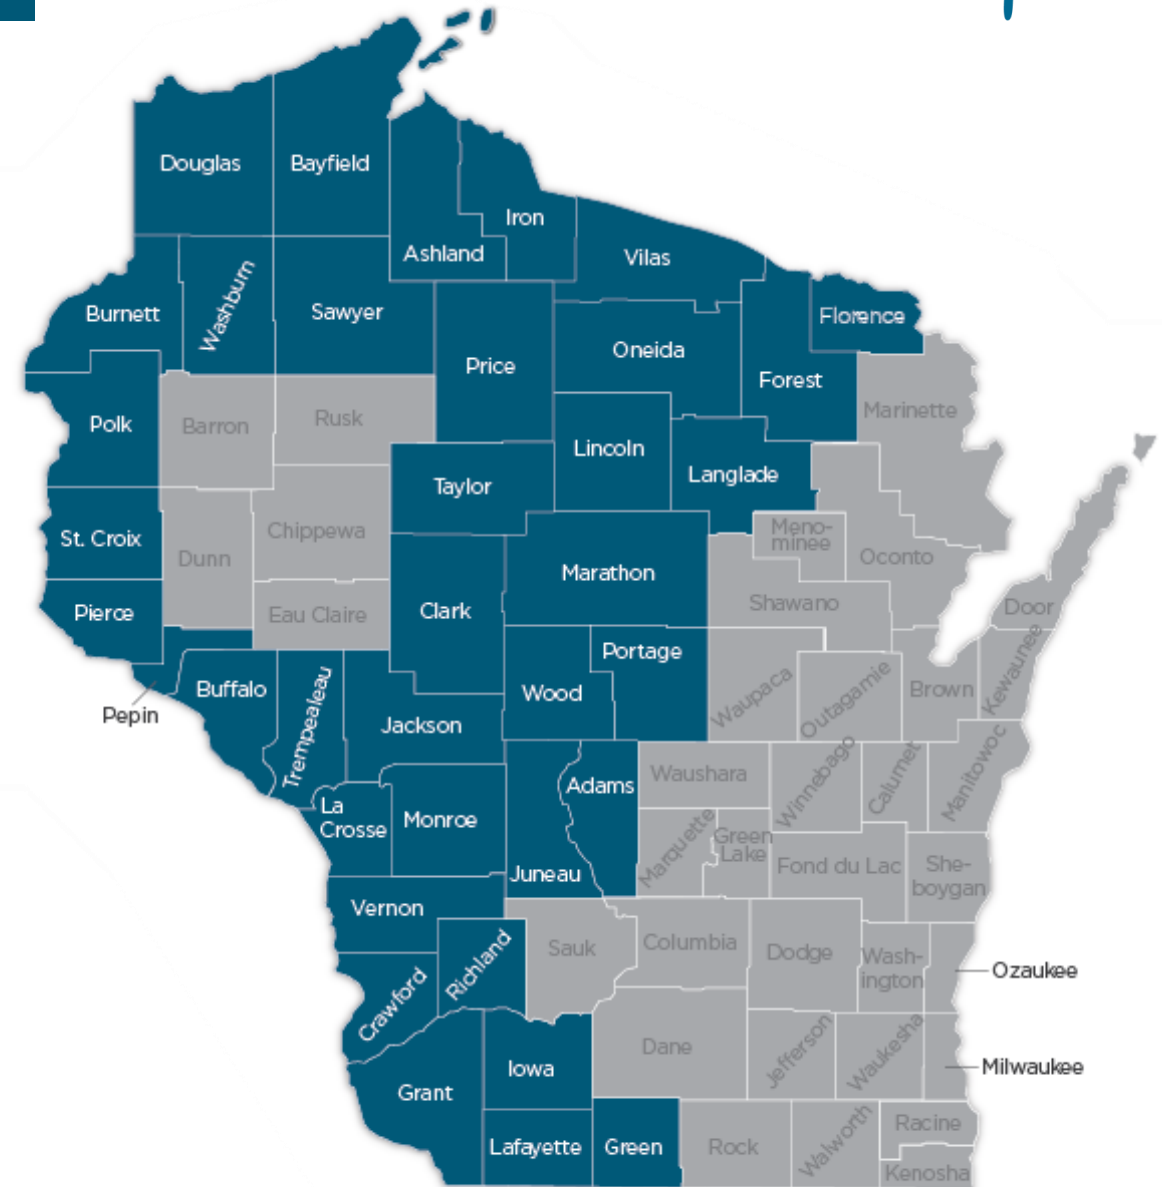 Douglas
Bayfield
Iron
Ashland
Vilas
Burnett
Washburn
Sawyer
Florence
Oneida
Price
Forest
Marinette
Polk
Barron
Rusk
Lincoln
Langlade
Taylor
St. Croix
Chippewa
Meno-
minee
Dunn
Oconto
Marathon
Pierce
Eau Claire
Clark
Shawano
Door
Portage
Kewaunee
Buffalo
Wood
Waupaca
Outagamie
Brown
Pepin
Trempealeau
Jackson
Waushara
Winnebago
Calumet
Manitowoc
Adams
La
Crosse
Monroe
Marquette
Green
Lake
Fond du Lac
She-
boygan
Juneau
Vernon
Richland
Sauk
Columbia
Dodge
Wash-
ington
Ozaukee
Crawford
Dane
Jefferson
Waukesha
Milwaukee
Iowa
Grant
Lafayette
Green
Rock
Walworth
Racine
Kenosha